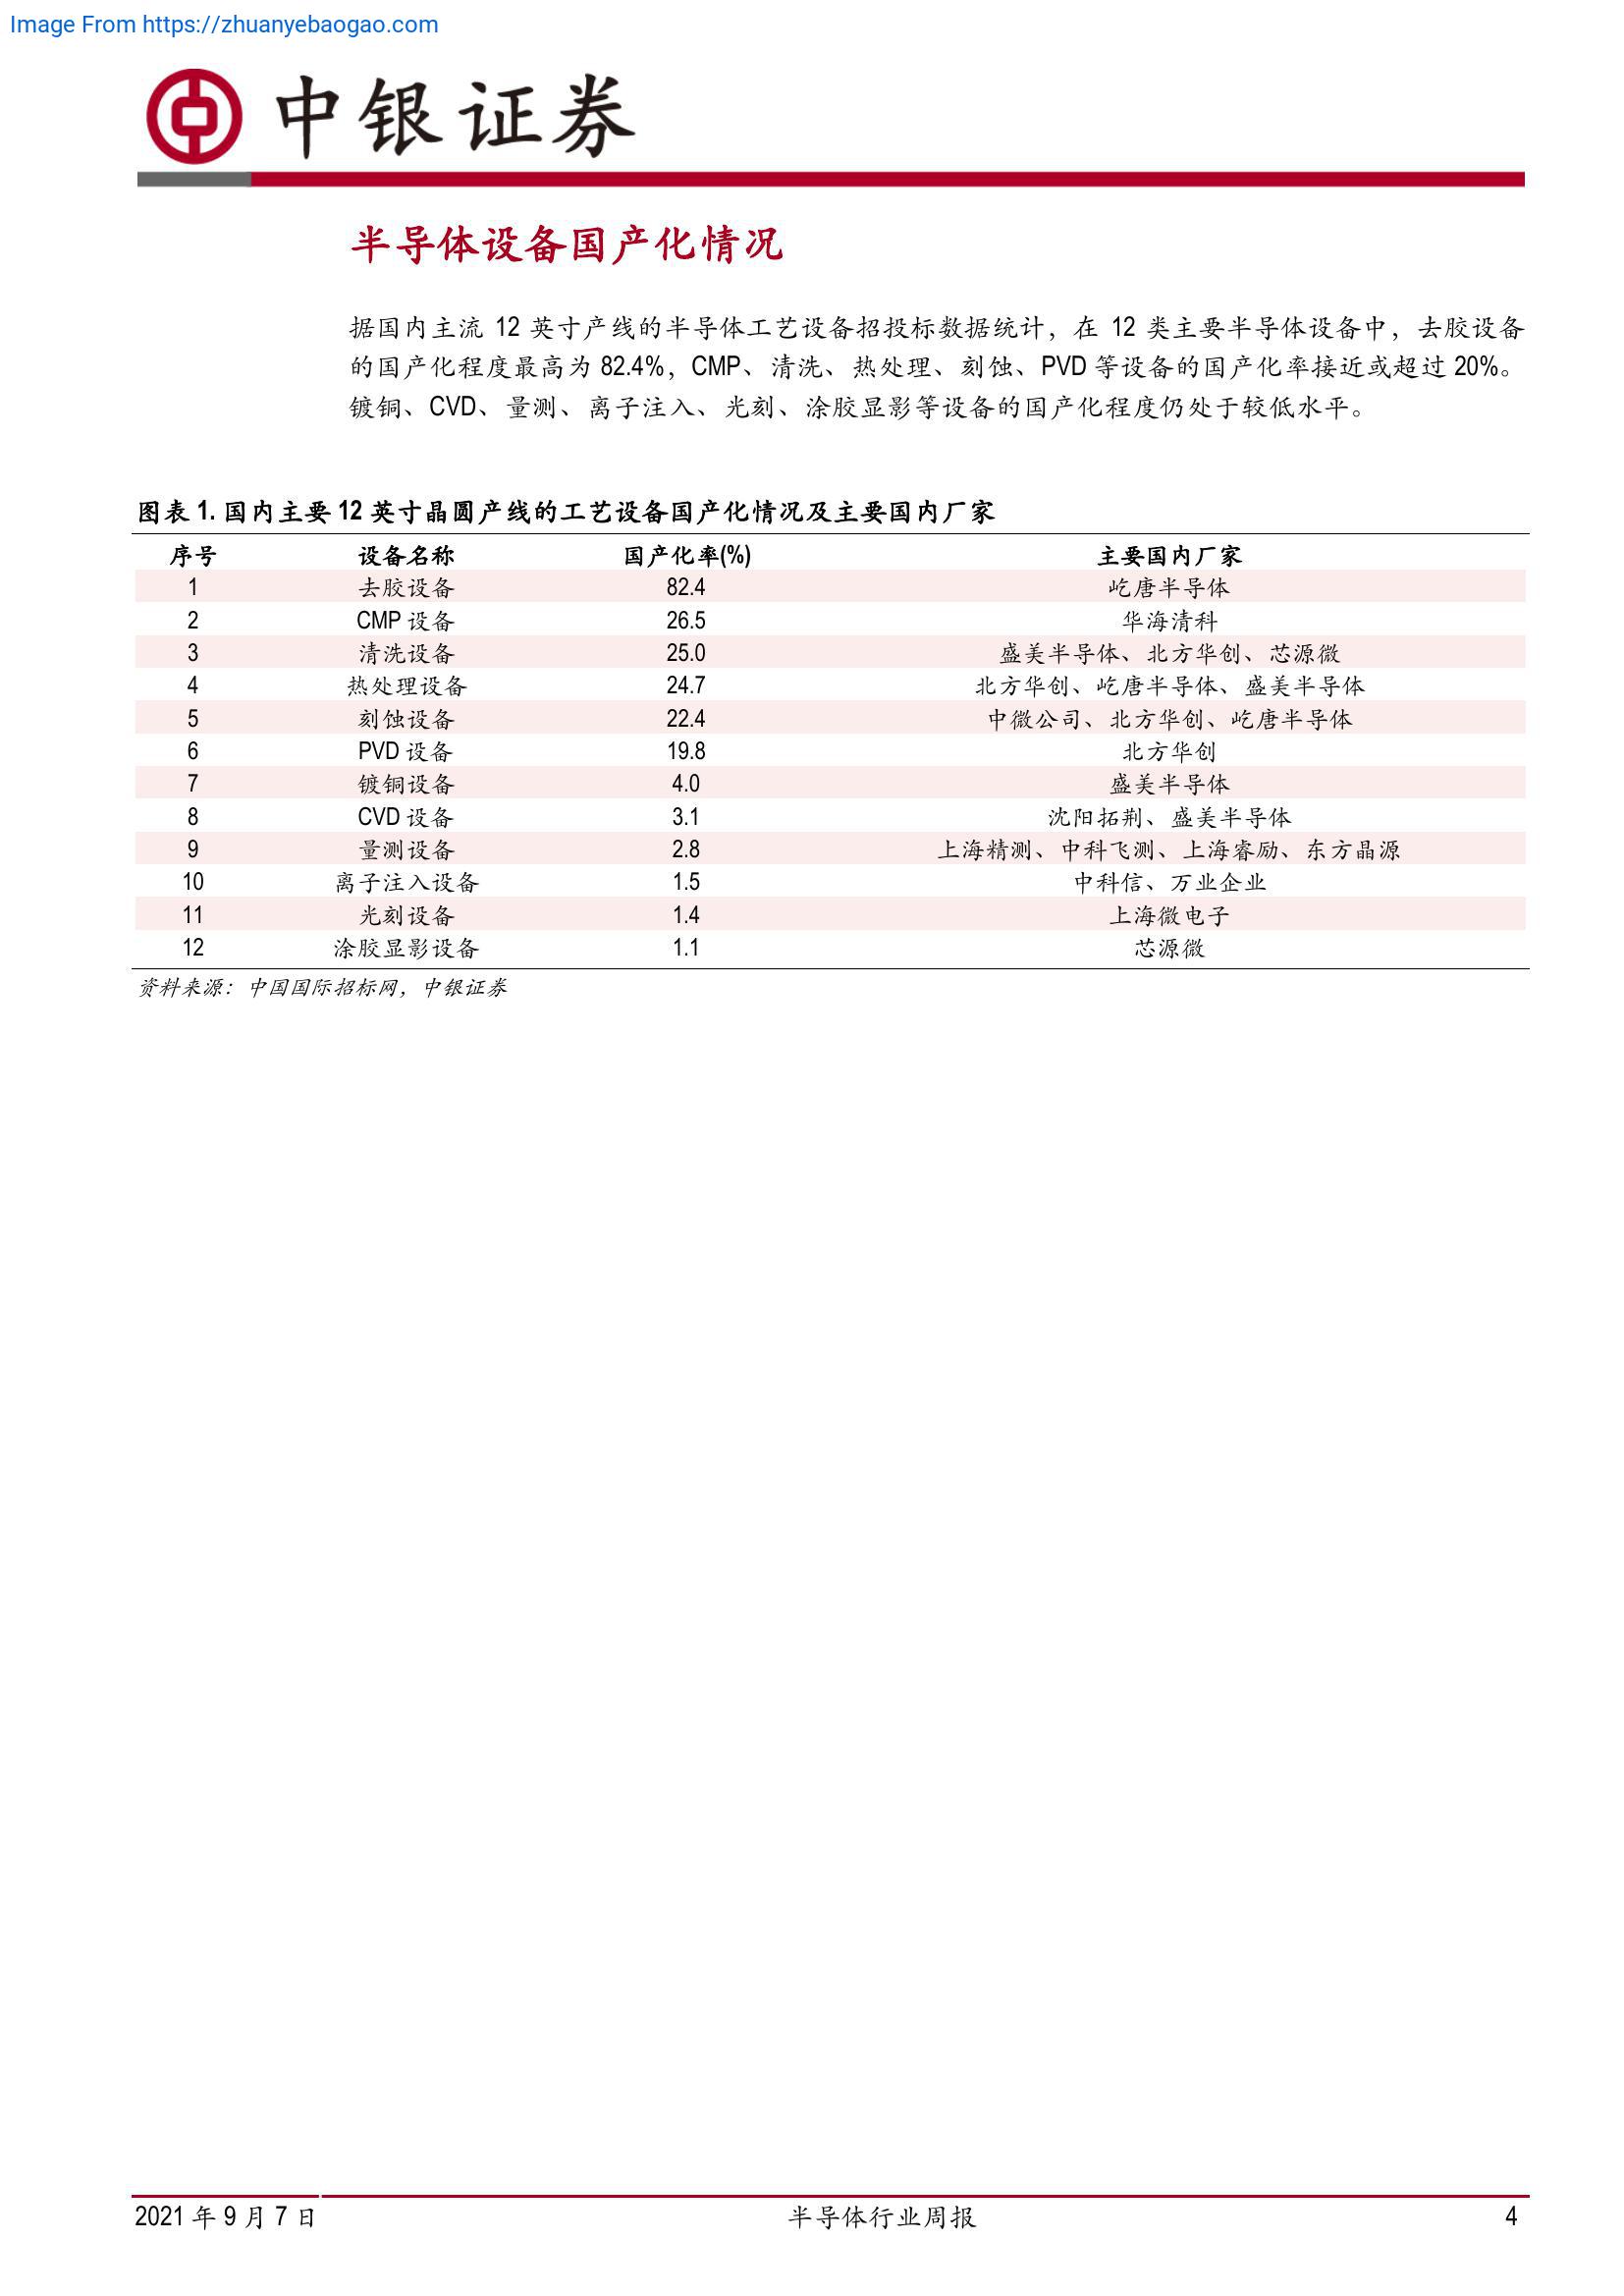 Image From https://zhuanyebaogao.com
中银证券
半导体设备国产化情况
据国内主流 12 英寸产线的半导体工艺设备招投标数据统计，在 12 类主要半导体设备中，去胶设备
的国产化程度最高为 82.4%，CMP、清洗、热处理、刻蚀、PVD 等设备的国产化率接近或超过 20%。
镀铜、CVD、量测、离子注入、光刻、涂胶显影等设备的国产化程度仍处于较低水平。
图表 1. 国内主要 12 英寸晶圆产线的工艺设备国产化情况及主要国内厂家
序号 设备名称 国产化率(%) 主要国内厂家
1 去胶设备 82.4 屹唐半导体
2 CMP 设备 26.5 华海清科
3 清洗设备 25.0 盛美半导体、北方华创、芯源微
4 热处理设备 24.7 北方华创、屹唐半导体、盛美半导体
5 刻蚀设备 22.4 中微公司、北方华创、屹唐半导体
6 PVD 设备 19.8 北方华创
7 镀铜设备 4.0 盛美半导体
8 CVD 设备 3.1 沈阳拓荆、盛美半导体
9 量测设备 2.8 上海精测、中科飞测、上海睿励、东方晶源
10 离子注入设备 1.5 中科信、万业企业
11 光刻设备 1.4 上海微电子
12 涂胶显影设备 1.1 芯源微
资料来源：中国国际招标网，中银证券
2021 年 9 月 7 日 半导体行业周报 4